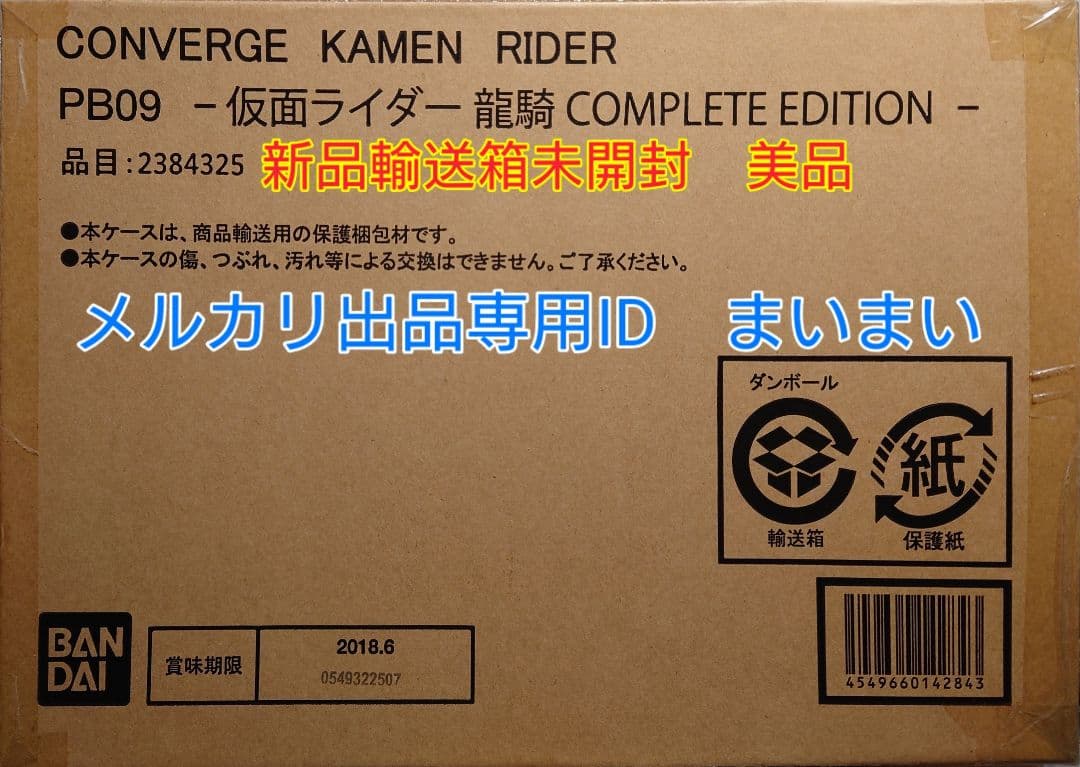 CONVERGE KAMEN RIDER
PB09 -仮面ライダー 龍騎 COMPLETE EDITION -
品目:2384325 新品輸送箱未開封 美品
●本ケースは、商品輸送用の保護梱包材です。
●本ケースの傷、つぶれ、汚れ等による交換はできません。ご了承ください。
メルカリ出品専用ID まいまい
ダンボール
紙
輸送箱 保護紙
BAN
DAI
賞味期限 2018.6
0549322507
4549660142843